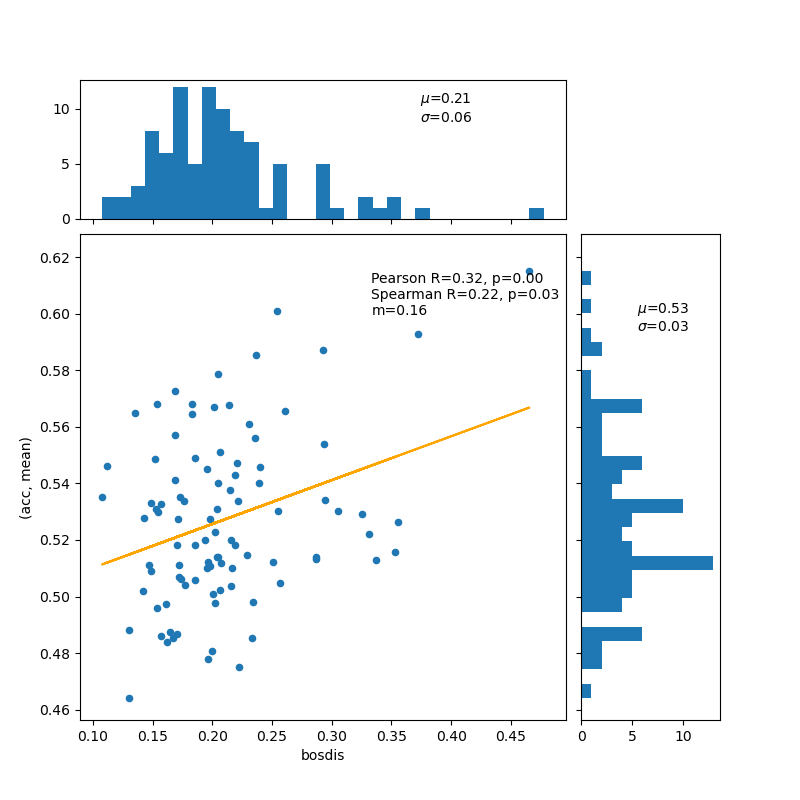 10
5
0
μ=0.21
σ=0.06
0.62
0.60
0.58
0.56
0.54
0.52
0.50
0.48
0.46
(acc, mean)
Pearson R=0.32, p=0.00
Spearman R=0.22, p=0.03
m=0.16
μ=0.53
σ=0.03
0.10 0.15 0.20 0.25 0.30 0.35 0.40 0.45
bosdis
0 5 10